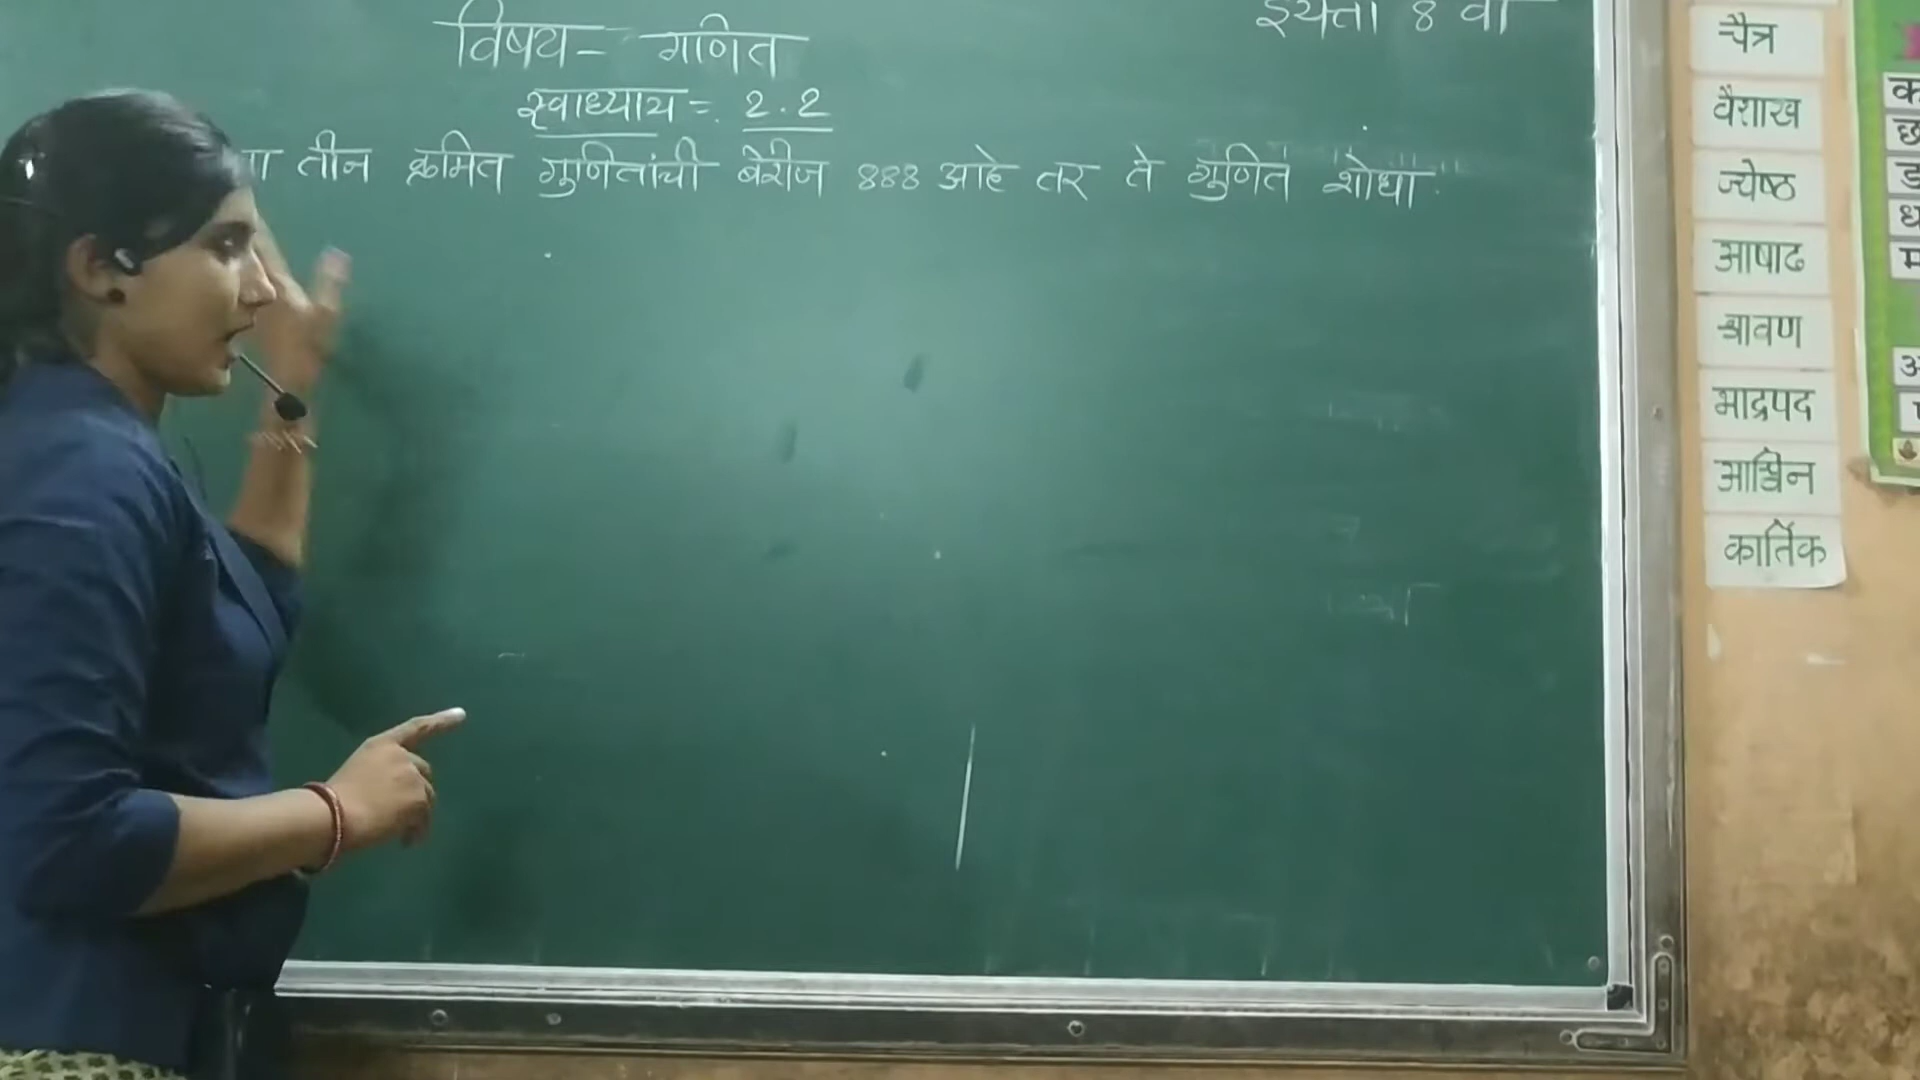 इयत्ता 8 वी
विषय - गणित
स्वाध्याय = 2.2
तीन क्रमित गुणितांची बेरीज 888 आहे तर ते गुणित शोधा.
चैत्र
वैशाख
ज्येष्ठ
आषाढ
श्रावण
भाद्रपद
आश्विन
कार्तिक